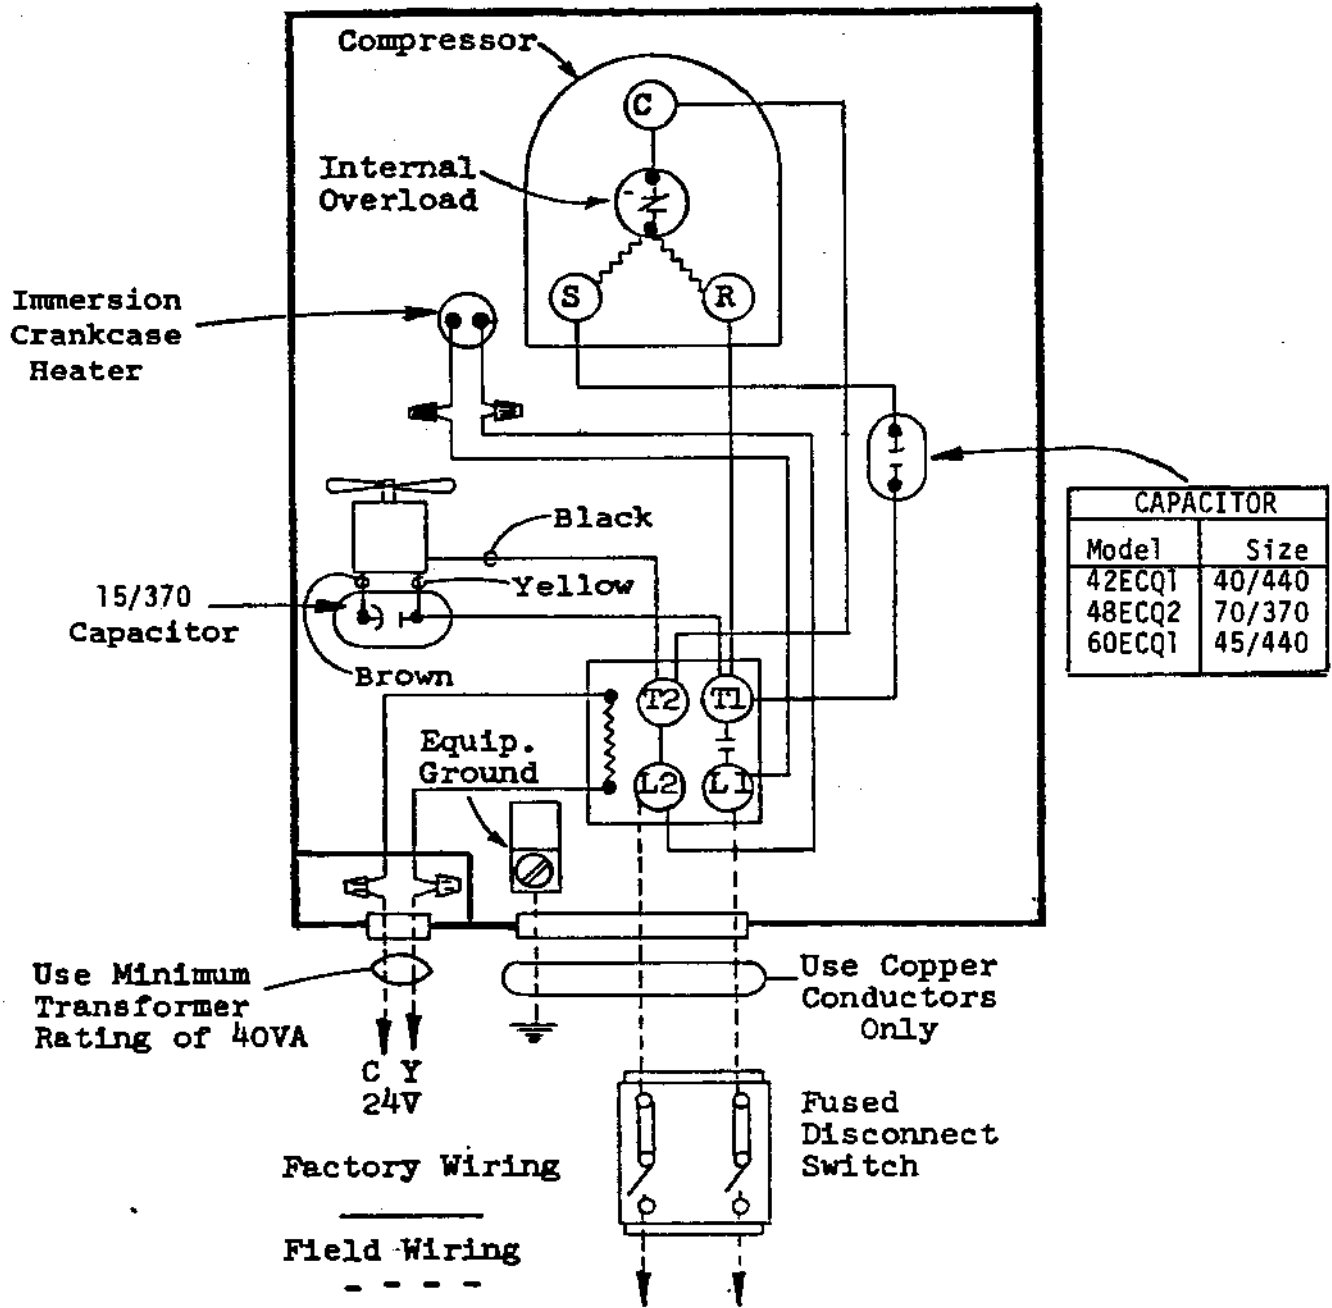 Compressor
C
Internal
Overload
S
R
Immersion
Crankcase
Heater
CAPACITOR
Model Size
42ECQ1 40/440
48ECQ2 70/370
60ECQ1 45/440
Black
Yellow
15/370
Capacitor
Brown
T2
T1
Equip.
Ground
L2
L1
Use Minimum
Transformer
Rating of 40VA
Use Copper
Conductors
Only
C Y
24V
Fused
Disconnect
Switch
Factory Wiring
Field Wiring